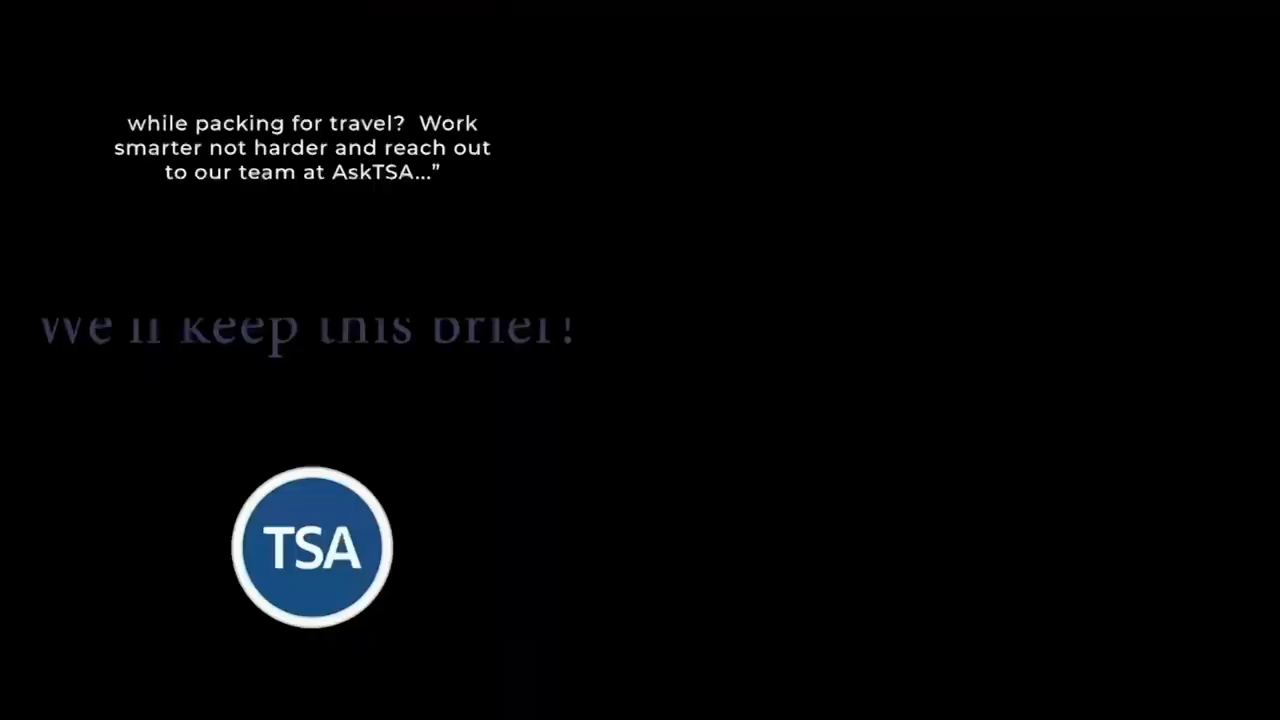 while packing for travel? Work
smarter not harder and reach out
to our team at AskTSA...”
We'll keep this brief!
TSA